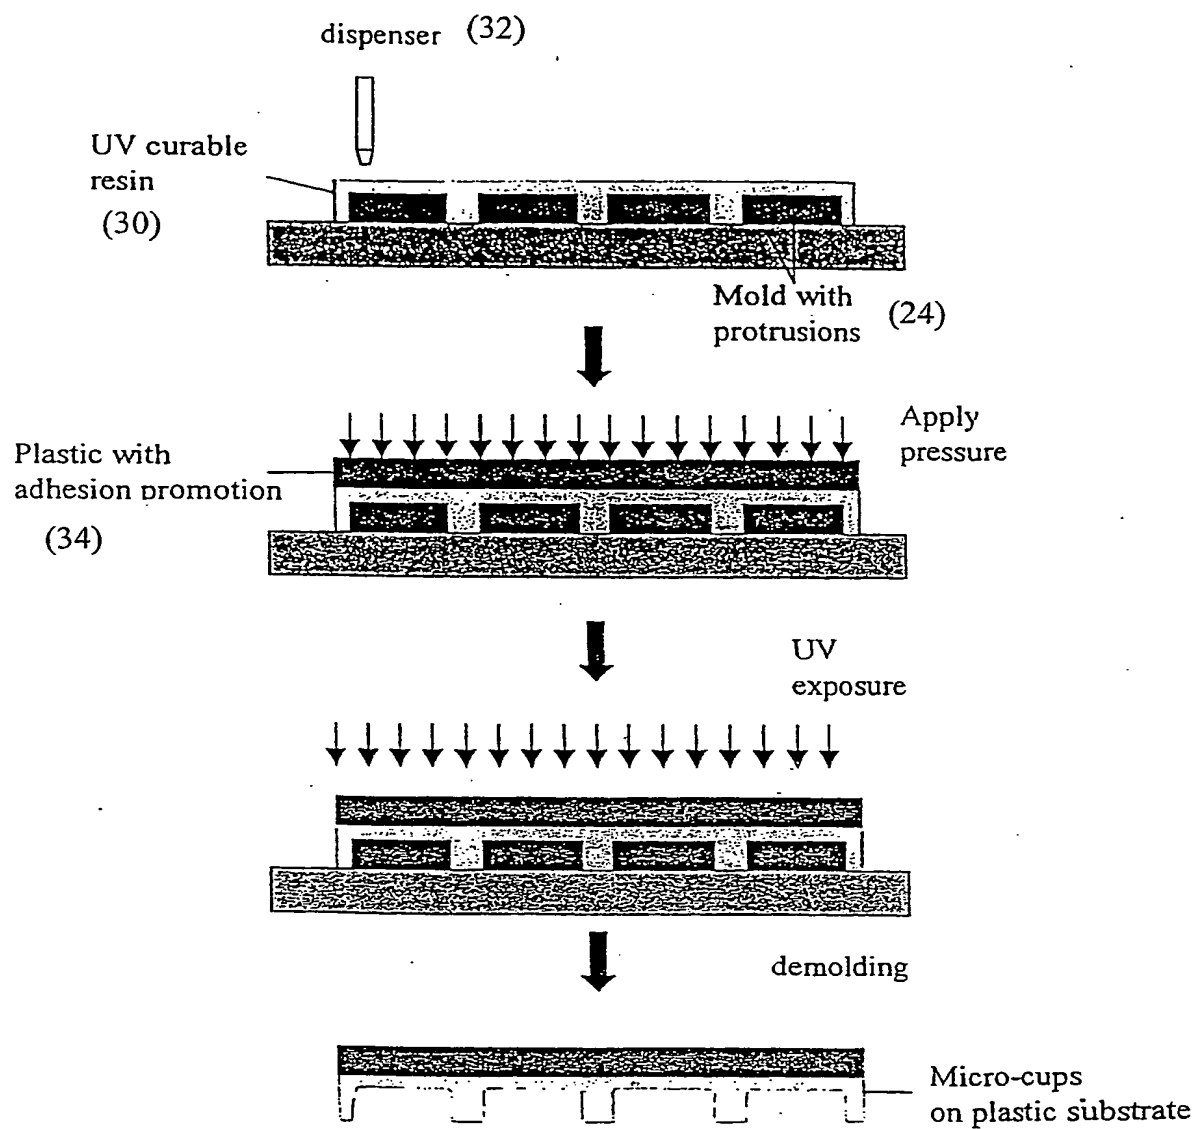 dispenser (32)
UV curable
resin
(30)
Mold with
protrusions
(24)
Apply
pressure
Plastic with
adhesion promotion
(34)
UV
exposure
demolding
Micro-cups
on plastic substrate